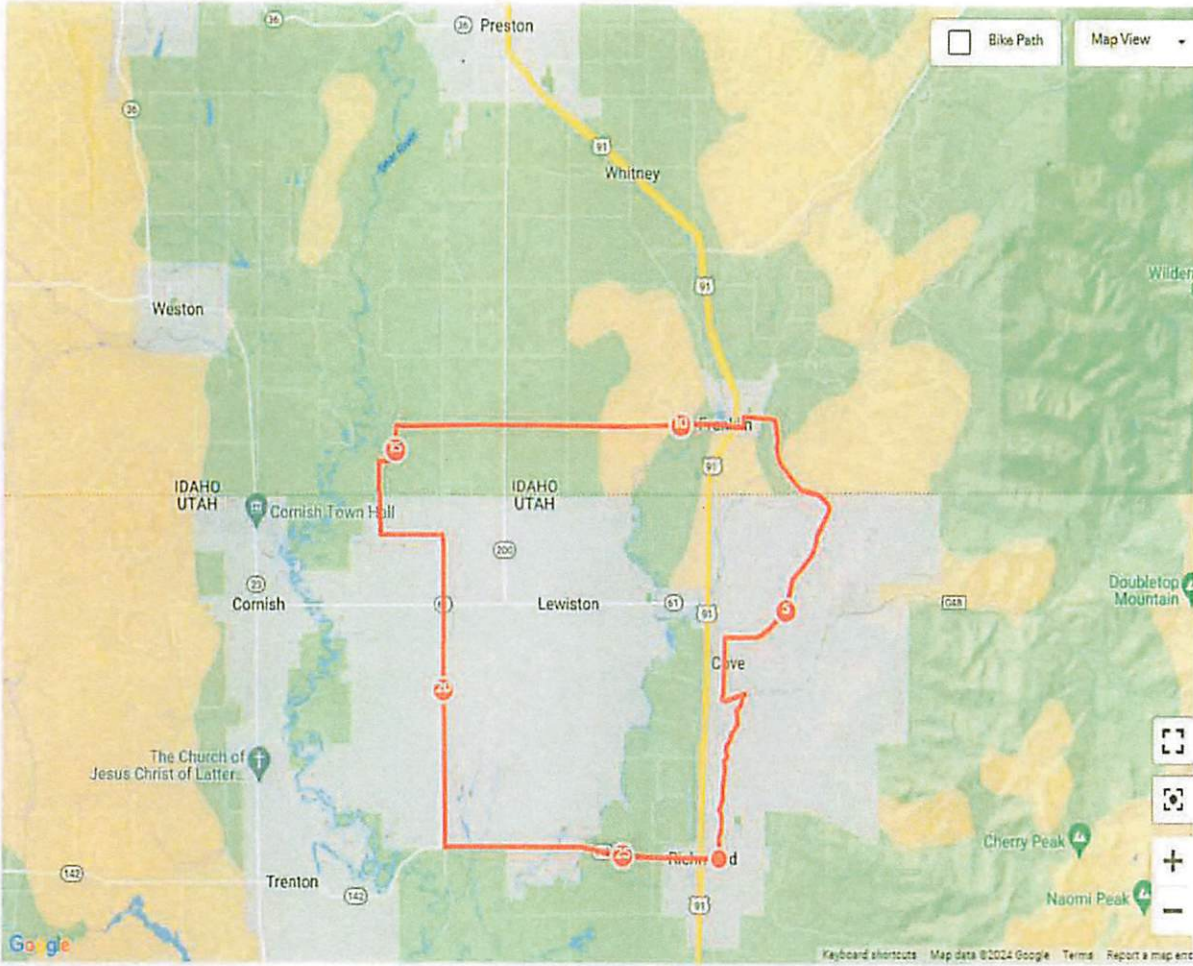 36
36
Preston
Bike Path
Map View
36
Bear River
91
Whitney
91
Wilder
Weston
10
Franklin
15
91
IDAHO
UTAH
IDAHO
UTAH
Cornish Town Hall
200
23
Cornish
61
Lewiston
61
91
5
G48
Doubletop
Mountain
Cove
20
The Church of
Jesus Christ of Latter...
Cherry Peak
25
Richmond
142
Trenton
142
91
Naomi Peak
Google
Keyboard shortcuts
Map data ©2024 Google
Terms
Report a map erro